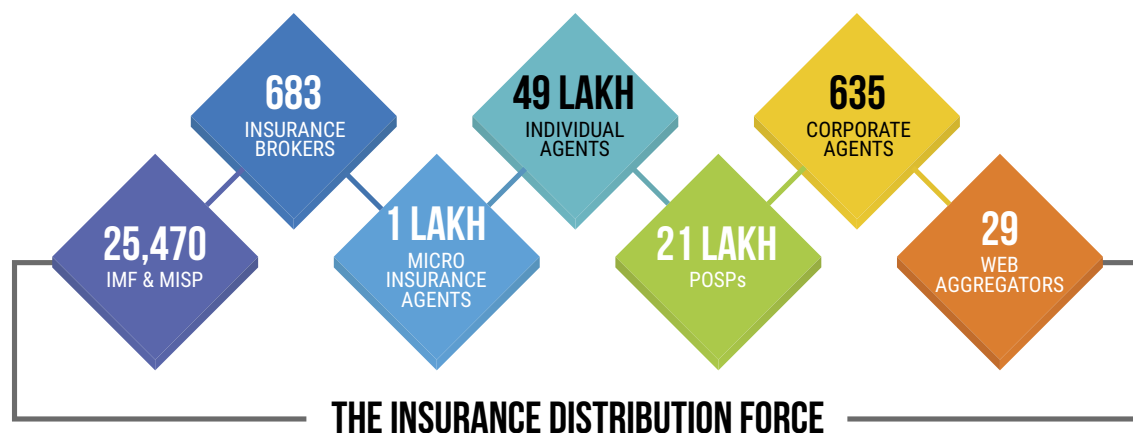 683
INSURANCE
BROKERS
49 LAKH
INDIVIDUAL
AGENTS
635
CORPORATE
AGENTS
25,470
IMF & MISP
1 LAKH
MICRO
INSURANCE
AGENTS
21 LAKH
POSPs
29
WEB
AGGREGATORS
THE INSURANCE DISTRIBUTION FORCE